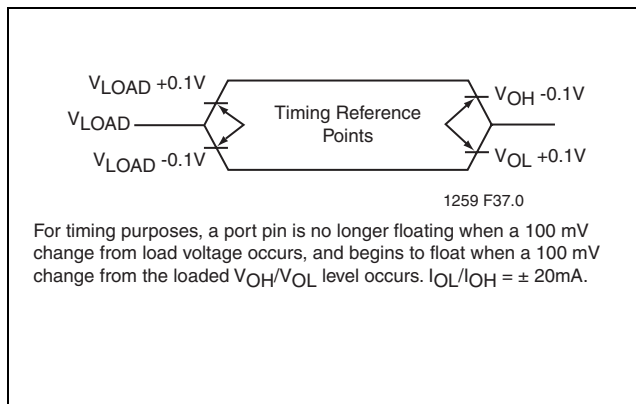 VLOAD +0.1V
VLOAD
VLOAD -0.1V
Timing Reference
Points
VOH -0.1V
VOL +0.1V
1259 F37.0
For timing purposes, a port pin is no longer floating when a 100 mV
change from load voltage occurs, and begins to float when a 100 mV
change from the loaded VOH/VOL level occurs. IOL/IOH = ± 20mA.